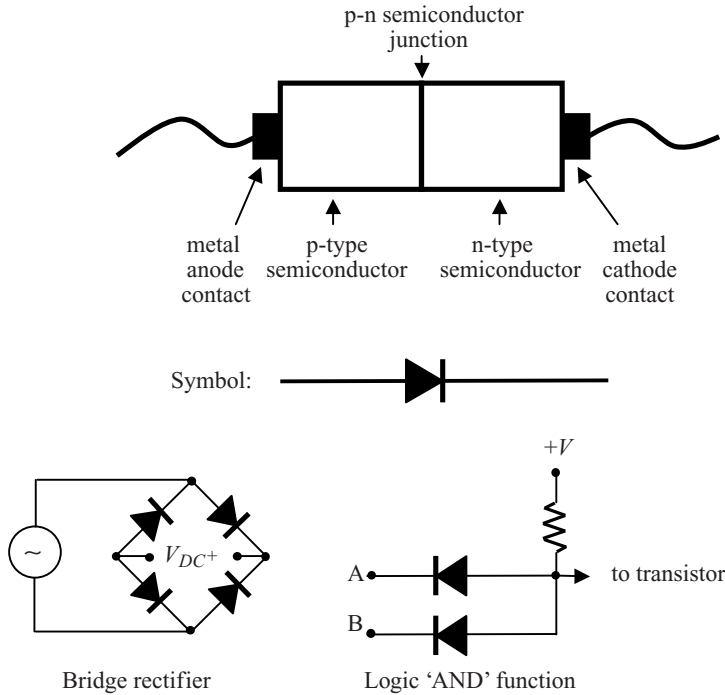 p-n semiconductor
junction
metal
anode
contact
p-type
semiconductor
n-type
semiconductor
metal
cathode
contact
Symbol:
+V
~
V_DC+
A
to transistor
B
Bridge rectifier
Logic ‘AND’ function